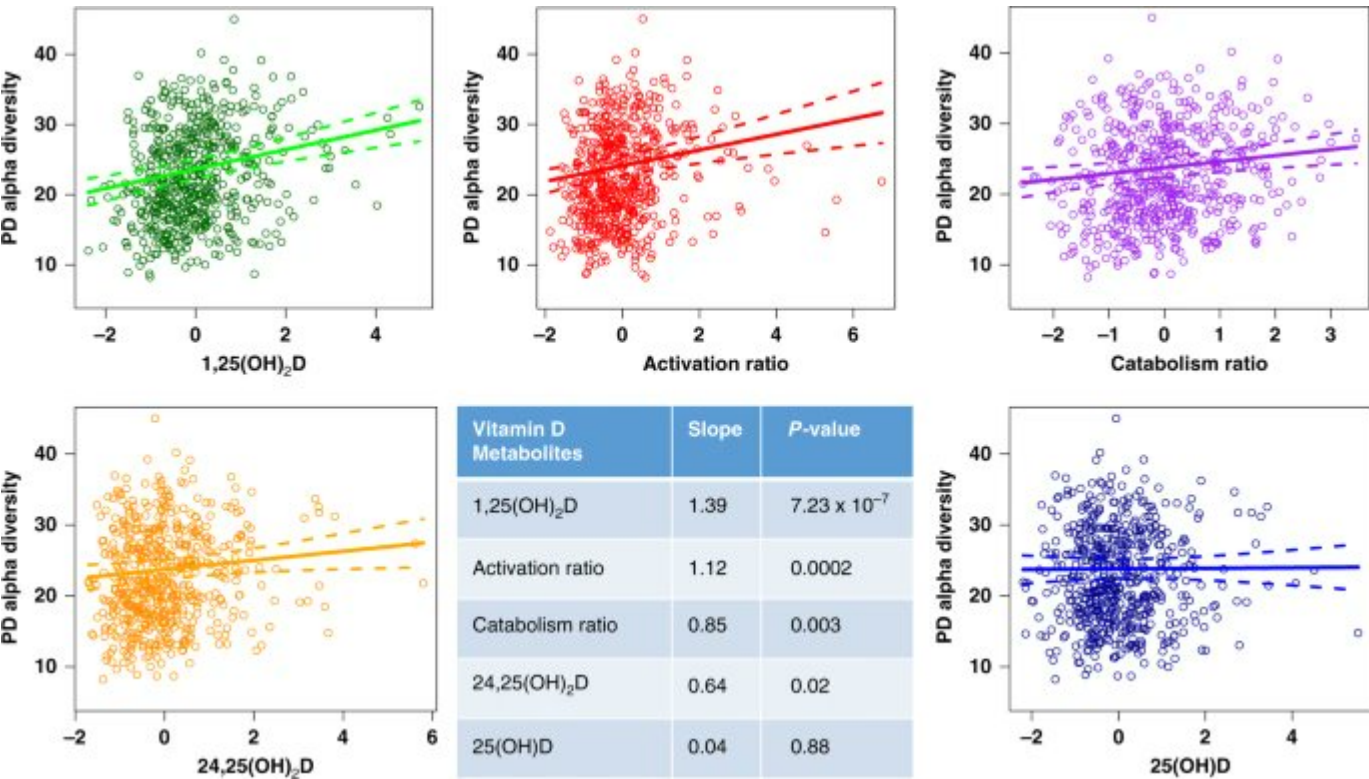 PD alpha diversity
40
30
20
10
−2 0 2 4
1,25(OH)₂D
PD alpha diversity
40
30
20
10
−2 0 2 4 6
Activation ratio
PD alpha diversity
40
30
20
10
−2 −1 0 1 2 3
Catabolism ratio
PD alpha diversity
40
30
20
10
−2 0 2 4 6
24,25(OH)₂D
Vitamin D Slope P-value
Metabolites
1,25(OH)₂D 1.39 7.23 x 10⁻⁷
Activation ratio 1.12 0.0002
Catabolism ratio 0.85 0.003
24,25(OH)₂D 0.64 0.02
25(OH)D 0.04 0.88
PD alpha diversity
40
30
20
10
−2 0 2 4
25(OH)D